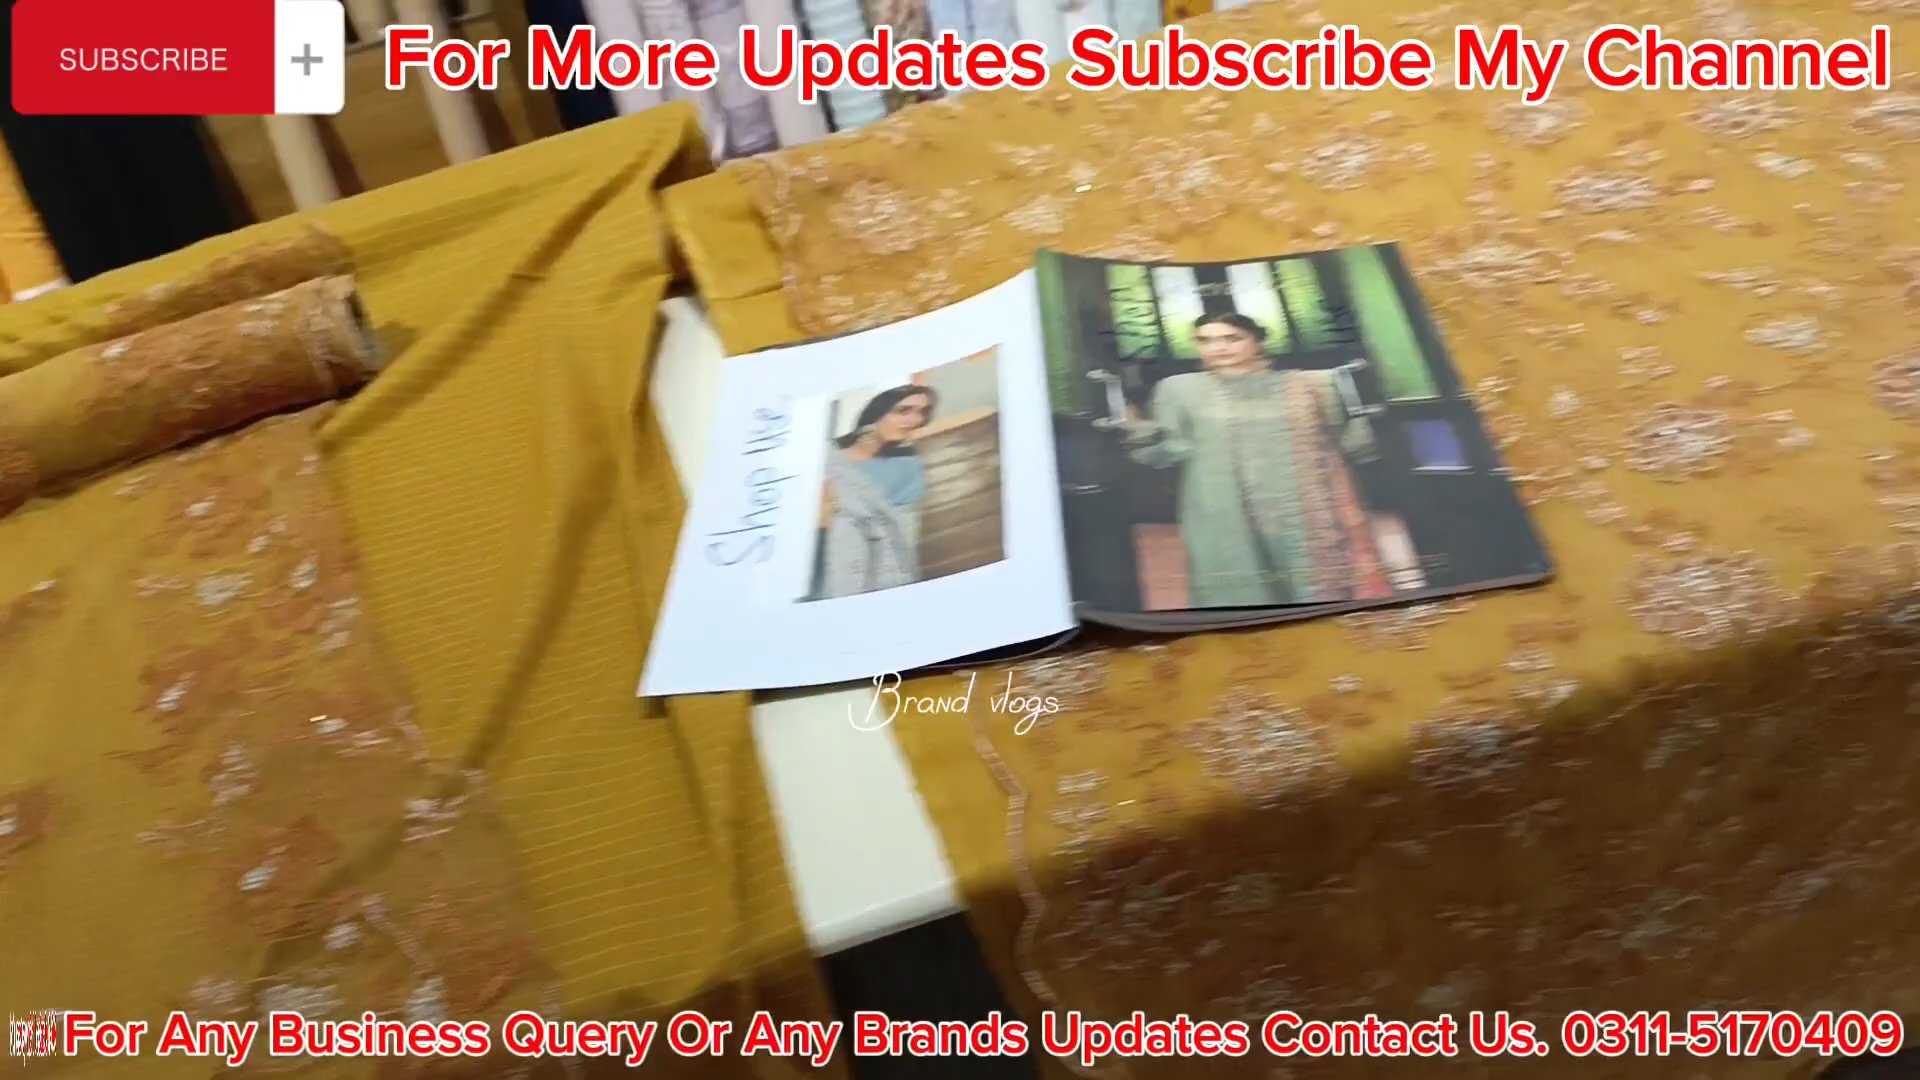 SUBSCRIBE +
For More Updates Subscribe My Channel
Shop use
Brand vlogs
For Any Business Query Or Any Brands Updates Contact Us. 0311-5170409